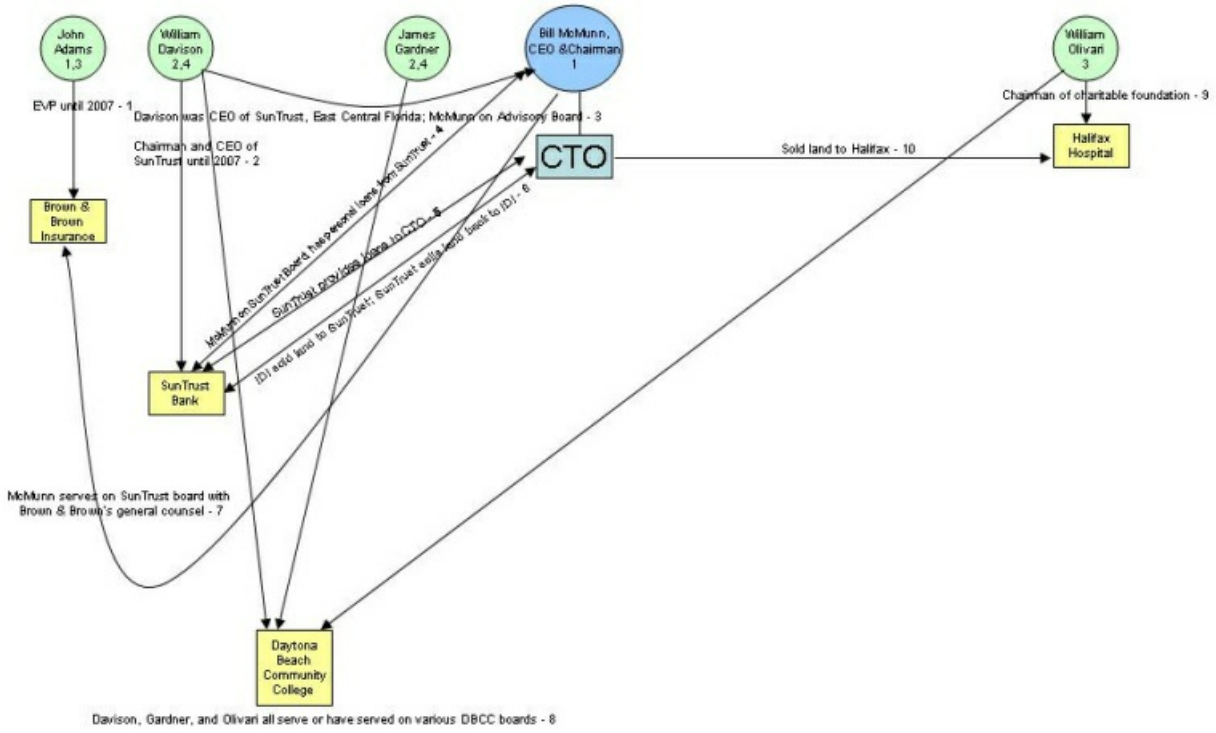 John
Adams
1,3
William
Davison
2,4
James
Gardner
2,4
Bill McMunn,
CEO &Chairman
1
William
Olivari
3
EVP until 2007 - 1
Davison was CEO of SunTrust, East Central Florida; McMunn on Advisory Board - 3
Chairman of charitable foundation - 9
Chairman and CEO of
SunTrust until 2007 - 2
CTO
Sold land to Halifax - 10
Halifax
Hospital
Brown &
Brown
Insurance
McMunn on SunTrust Board has personal loans from SunTrust - 4
SunTrust provides loans to CTO - 5
IDI sold land to SunTrust; SunTrust sells land back to IDI - 6
SunTrust
Bank
McMunn serves on SunTrust board with
Brown & Brown's general counsel - 7
Daytona
Beach
Community
College
Davison, Gardner, and Olivari all serve or have served on various DBCC boards - 8